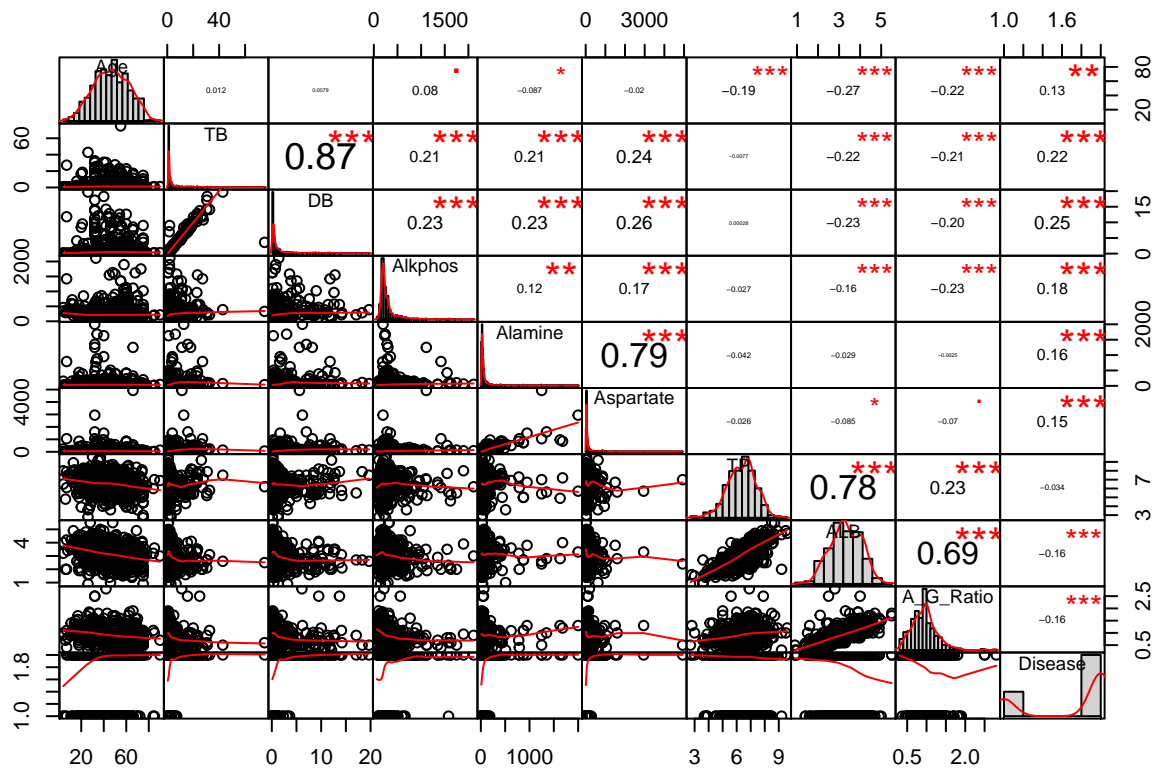 0 40 0 1500 0 3000 1 3 5 1.0 1.6
Age 0.012 0.0079 0.08 . −0.087 * −0.02 −0.19 *** −0.27 *** −0.22 *** 0.13 ** 20 80
0 60 TB 0.87 *** 0.21 *** 0.21 *** 0.24 *** −0.0077 −0.22 *** −0.21 *** 0.22 ***
DB 0.23 *** 0.23 *** 0.26 *** 0.00028 −0.23 *** −0.20 *** 0.25 *** 0 15
0 2000 Alkphos 0.12 ** 0.17 *** −0.027 −0.16 *** −0.23 *** 0.18 ***
Alamine 0.79 *** −0.042 −0.029 −0.0025 0.16 *** 0 2000
0 4000 Aspartate −0.026 −0.085 * −0.07 . 0.15 ***
0.78 *** 0.23 *** −0.034 3 7
1 4 ALB 0.69 *** −0.16 ***
A_G_Ratio −0.16 *** 0.5 2.5
1.0 1.8 Disease
20 60 0 10 20 0 1000 3 6 9 0.5 2.0